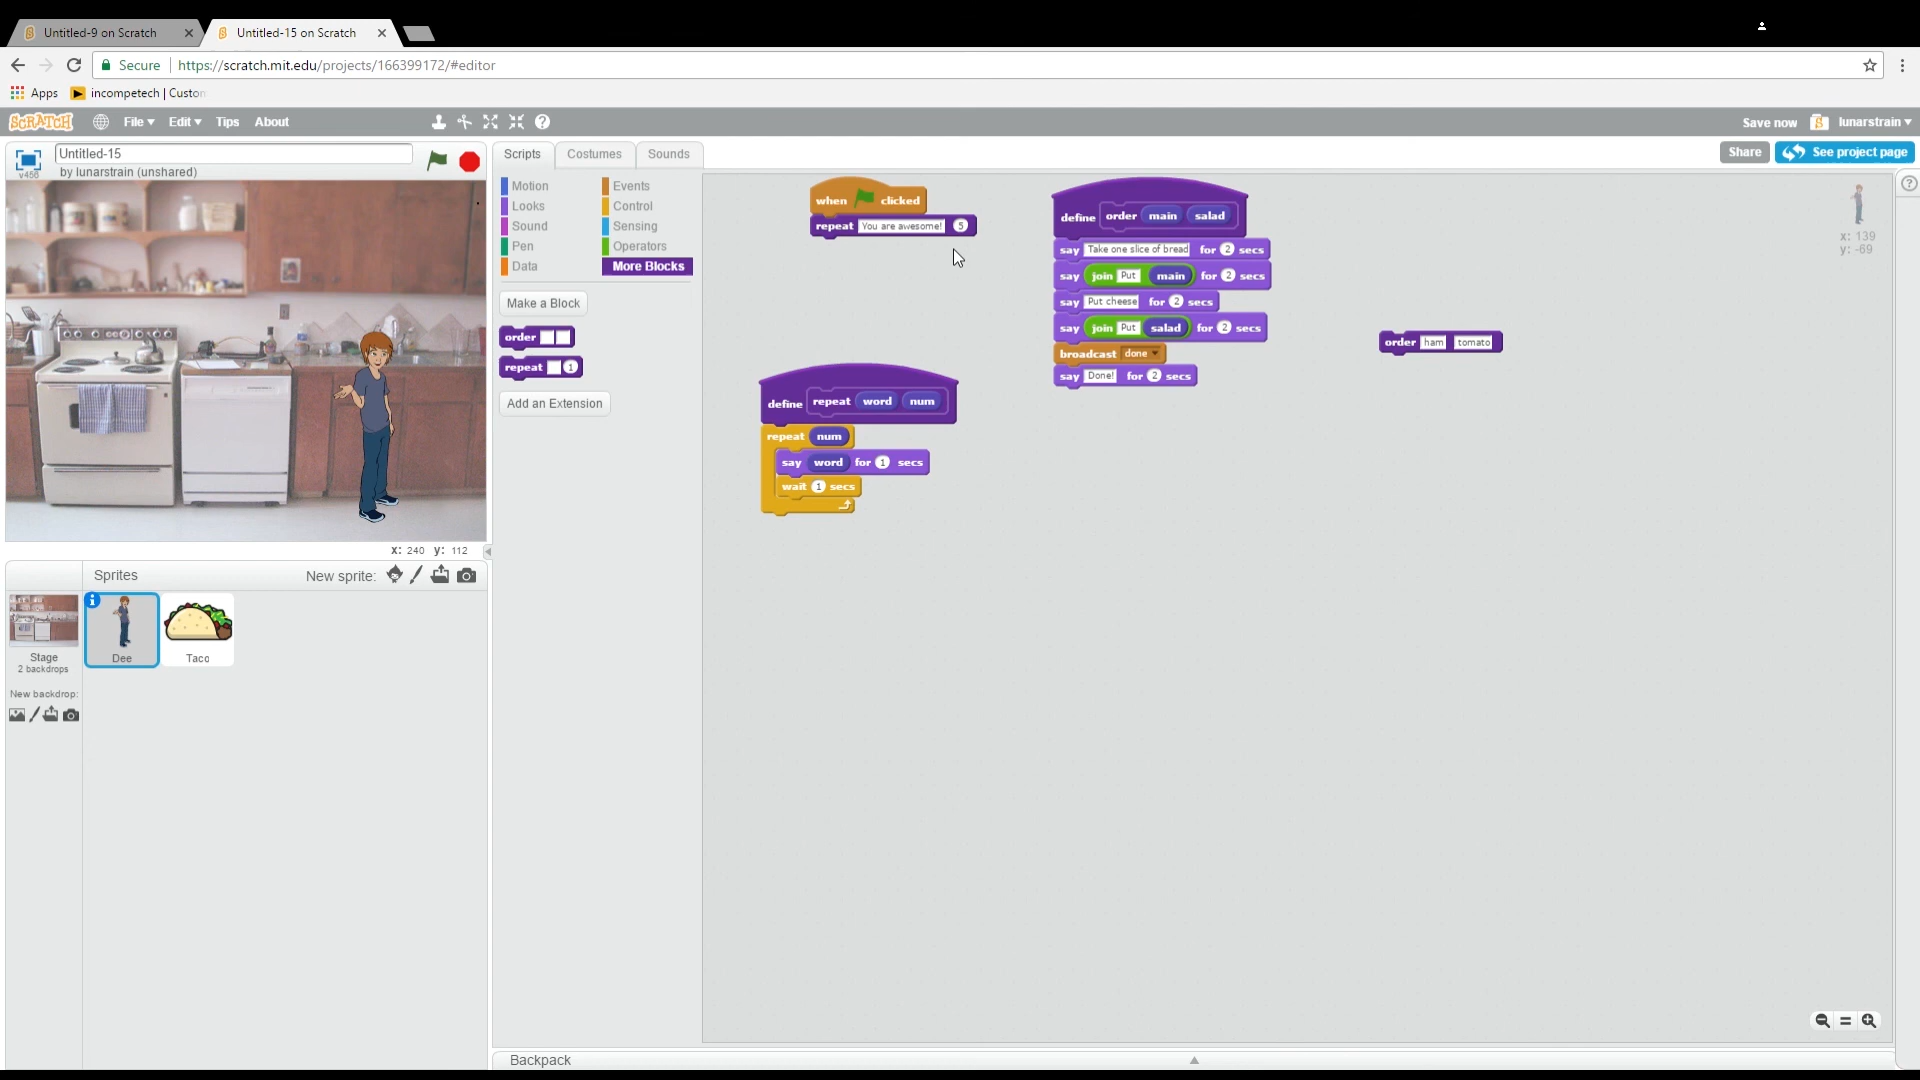 Untitled-9 on Scratch
Untitled-15 on Scratch
Secure https://scratch.mit.edu/projects/166399172/#editor
Apps incompetech | Custom
SCRATCH File Edit Tips About Save now lunarstrain
Untitled-15
by lunarstrain (unshared)
v456
Scripts Costumes Sounds Share See project page
Motion Events
Looks Control
Sound Sensing
Pen Operators
Data More Blocks
Make a Block
order
repeat 1
Add an Extension
when clicked
repeat You are awesome! 5
define repeat word num
repeat num
say word for 1 secs
wait 1 secs
define order main salad
say Take one slice of bread for 2 secs
say join Put main for 2 secs
say Put cheese for 2 secs
say join Put salad for 2 secs
broadcast done
say Done! for 2 secs
order ham tomato
x: 139
y: -69
x: 240 y: 112
Sprites New sprite:
Stage
2 backdrops
New backdrop:
Dee
Taco
Backpack